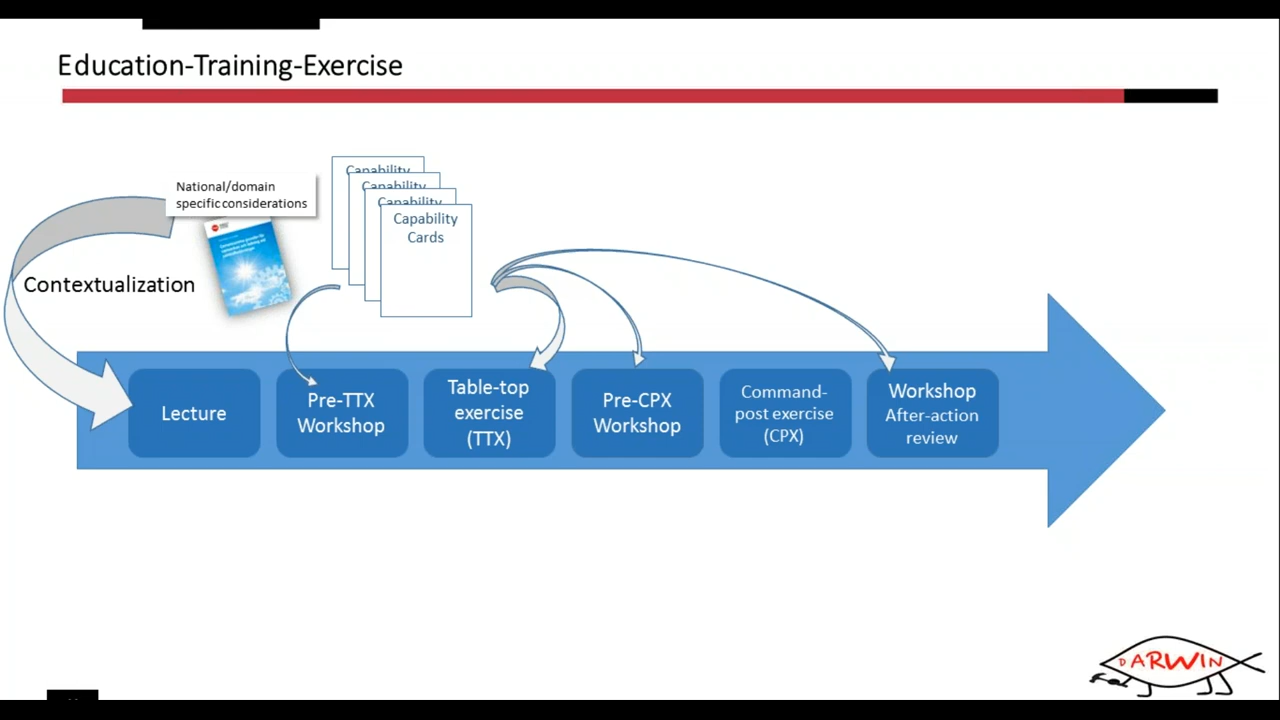 Education-Training-Exercise
National/domain
specific considerations
Capability
Capability
Capability
Capability
Cards
Contextualization
Lecture
Pre-TTX
Workshop
Table-top
exercise
(TTX)
Pre-CPX
Workshop
Command-
post exercise
(CPX)
Workshop
After-action
review
DARWIN